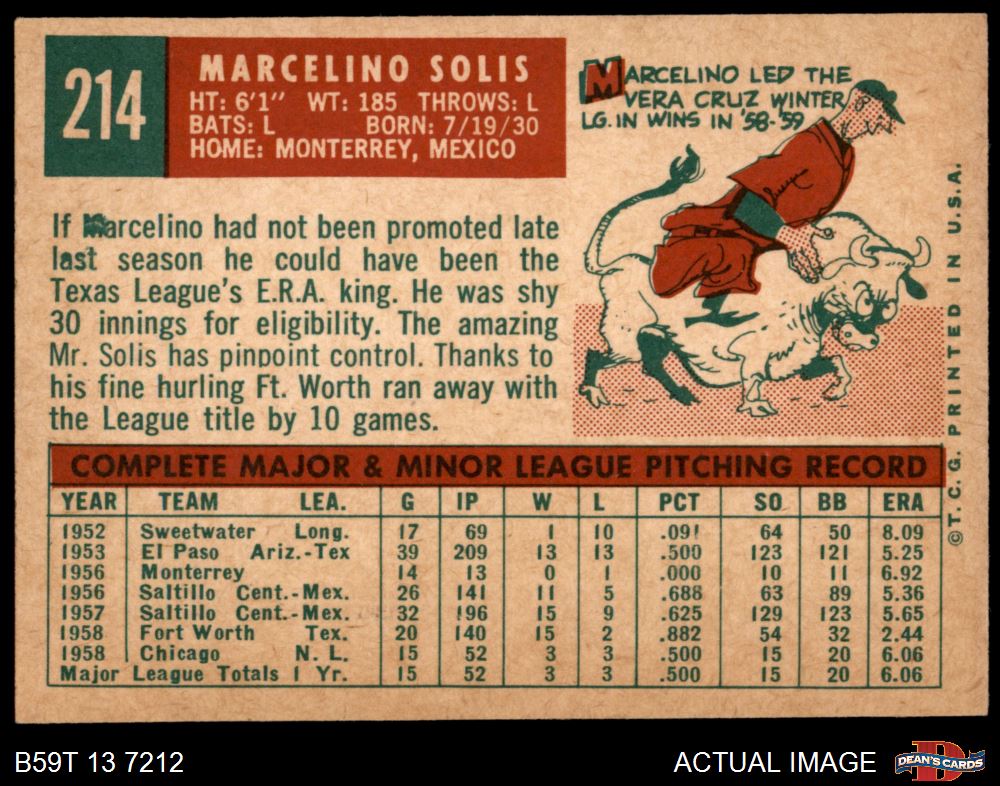 214
MARCELINO SOLIS
HT: 6'1" WT: 185 THROWS: L
BATS: L BORN: 7/19/30
HOME: MONTERREY, MEXICO
MARCELINO LED THE
VERA CRUZ WINTER
LG. IN WINS IN '58-'59
If Marcelino had not been promoted late
last season he could have been the
Texas League's E.R.A. king. He was shy
30 innings for eligibility. The amazing
Mr. Solis has pinpoint control. Thanks to
his fine hurling Ft. Worth ran away with
the League title by 10 games.
COMPLETE MAJOR & MINOR LEAGUE PITCHING RECORD
YEAR TEAM LEA. G IP W L PCT SO BB ERA
1952 Sweetwater Long. 17 69 1 10 .091 64 50 8.09
1953 El Paso Ariz.-Tex 39 209 13 13 .500 123 121 5.25
1956 Monterrey 14 13 0 1 .000 10 11 6.92
1956 Saltillo Cent.-Mex. 26 141 11 5 .688 63 89 5.36
1957 Saltillo Cent.-Mex. 32 196 15 9 .625 129 123 5.65
1958 Fort Worth Tex. 20 140 15 2 .882 54 32 2.44
1958 Chicago N. L. 15 52 3 3 .500 15 20 6.06
Major League Totals 1 Yr. 15 52 3 3 .500 15 20 6.06
©T.C.G. PRINTED IN U.S.A.
B59T 13 7212
ACTUAL IMAGE
D
DEAN'S CARDS